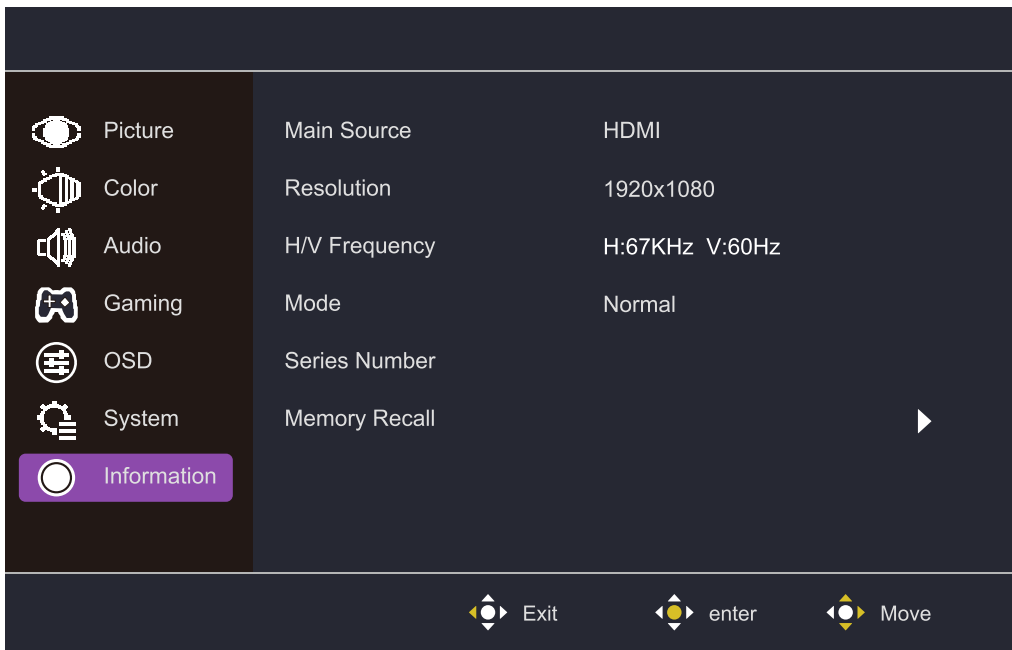 Picture
Main Source
HDMI
Color
Resolution
1920x1080
Audio
H/V Frequency
H:67KHz V:60Hz
Gaming
Mode
Normal
OSD
Series Number
System
Memory Recall
Information
Exit
enter
Move